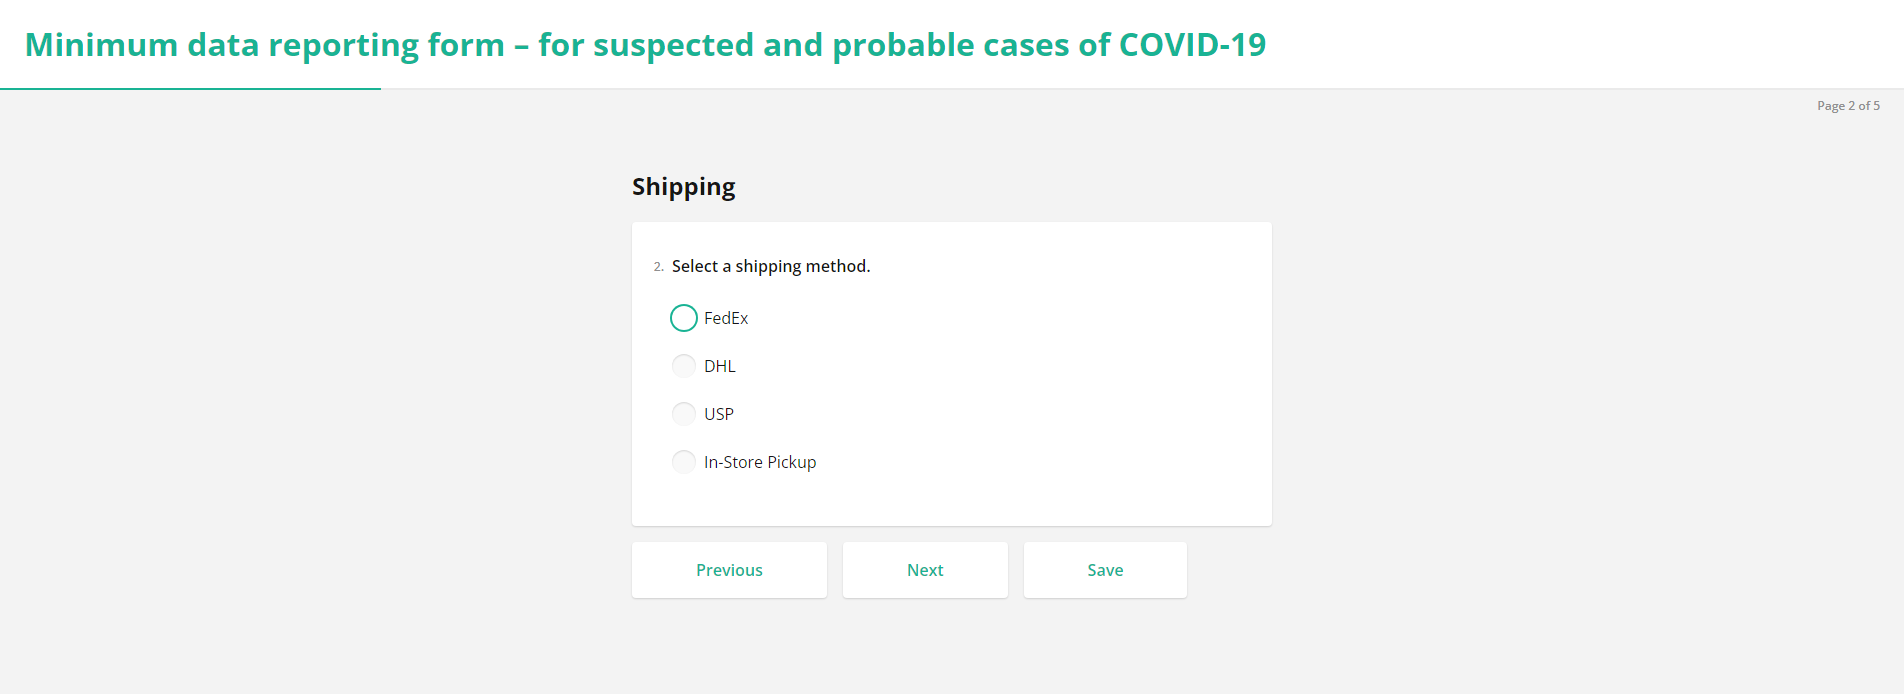 Minimum data reporting form – for suspected and probable cases of COVID-19
Page 2 of 5
Shipping
2. Select a shipping method.
FedEx
DHL
USP
In-Store Pickup
Previous Next Save